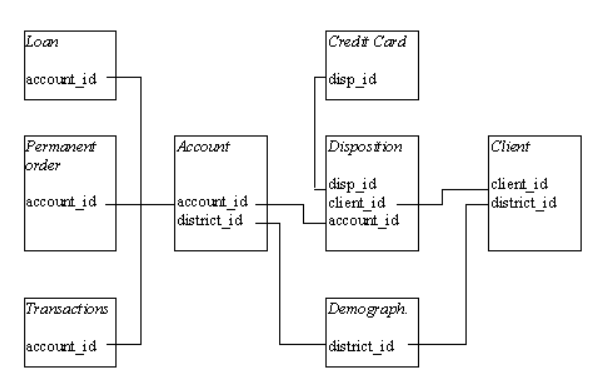 Loan
account_id
Credit Card
disp_id
Permanent
order
account_id
Account
account_id
district_id
Disposition
disp_id
client_id
account_id
Client
client_id
district_id
Transactions
account_id
Demograph.
district_id